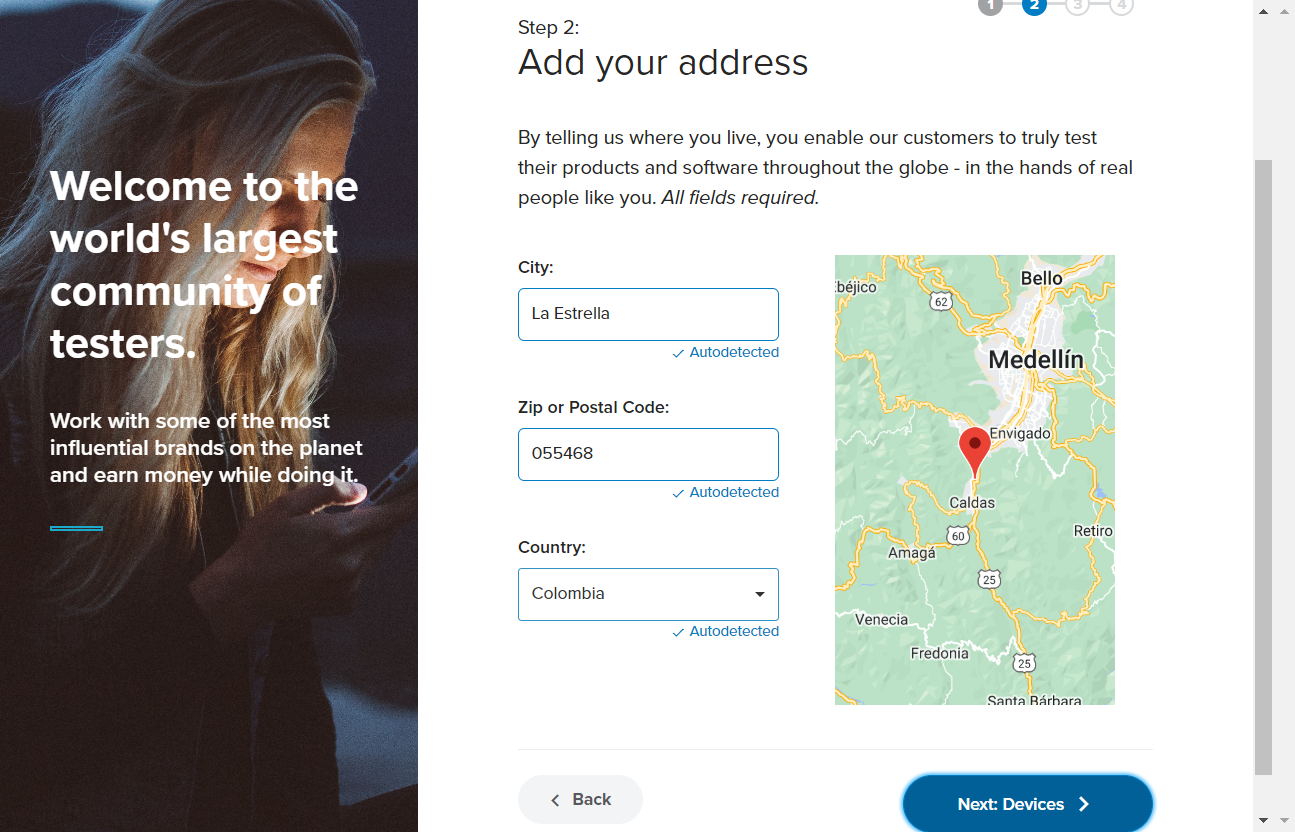 Welcome to the
world's largest
community of
testers.
Work with some of the most
influential brands on the planet
and earn money while doing it.
1 2 3 4
Step 2:
Add your address
By telling us where you live, you enable our customers to truly test
their products and software throughout the globe - in the hands of real
people like you. All fields required.
City:
La Estrella
Autodetected
Zip or Postal Code:
055468
Autodetected
Country:
Colombia
Autodetected
Bello
béjico
62
Medellín
Envigado
Caldas
Retiro
60
Amagá
25
Venecia
Fredonia
25
Santa Bárbara
Back
Next: Devices